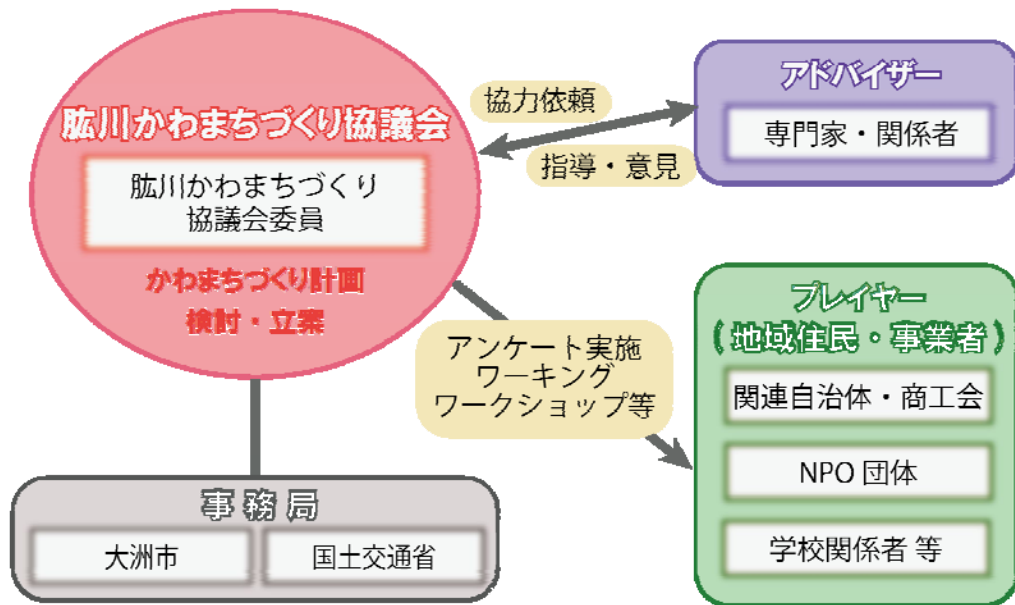 肱川かわまちづくり協議会
肱川かわまちづくり
協議会委員
かわまちづくり計画
検討・立案
協力依頼
指導・意見
アドバイザー
専門家・関係者
アンケート実施
ワーキング
ワークショップ等
プレイヤー
(地域住民・事業者)
関連自治体・商工会
NPO 団体
学校関係者 等
事務局
大洲市
国土交通省